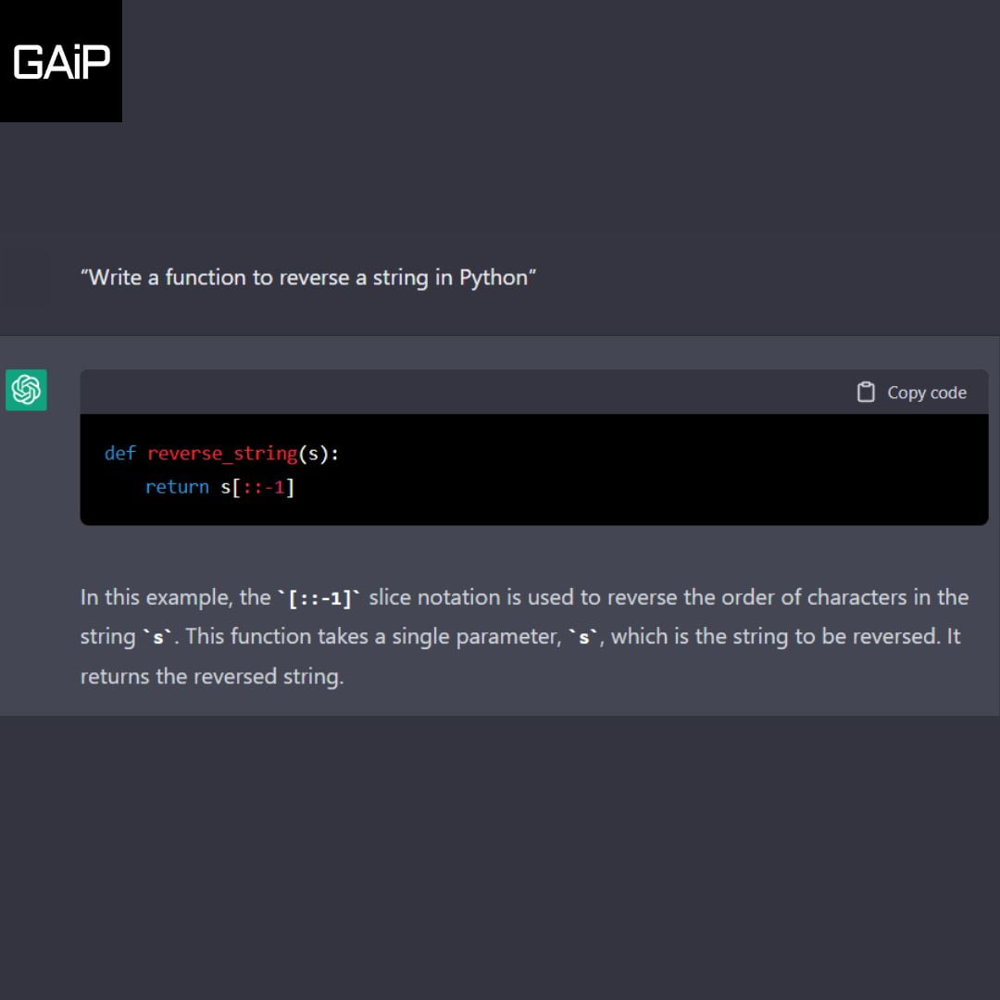 GAiP
“Write a function to reverse a string in Python”
Copy code
def reverse_string(s):
    return s[::-1]
In this example, the `[::-1]` slice notation is used to reverse the order of characters in the
string `s`. This function takes a single parameter, `s`, which is the string to be reversed. It
returns the reversed string.